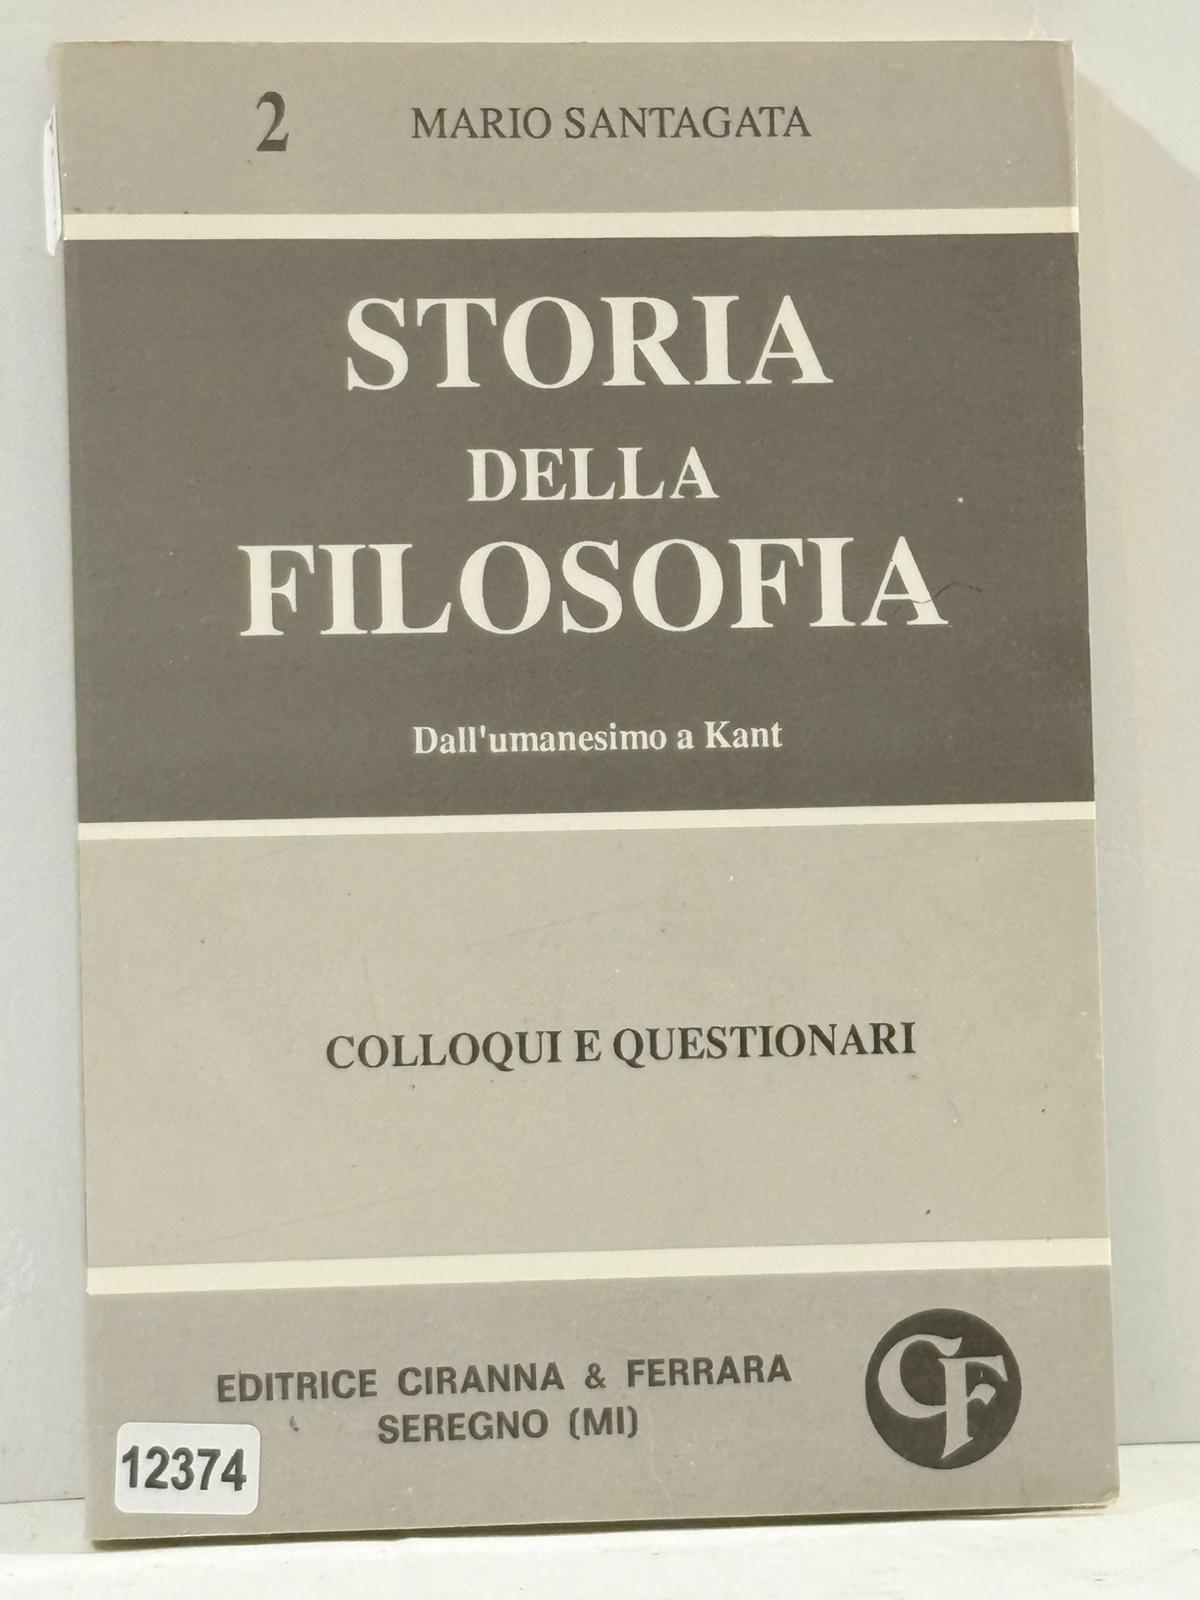 2 MARIO SANTAGATA
STORIA
DELLA
FILOSOFIA
Dall'umanesimo a Kant
COLLOQUI E QUESTIONARI
EDITRICE CIRANNA & FERRARA
SEREGNO (MI)
CF
12374